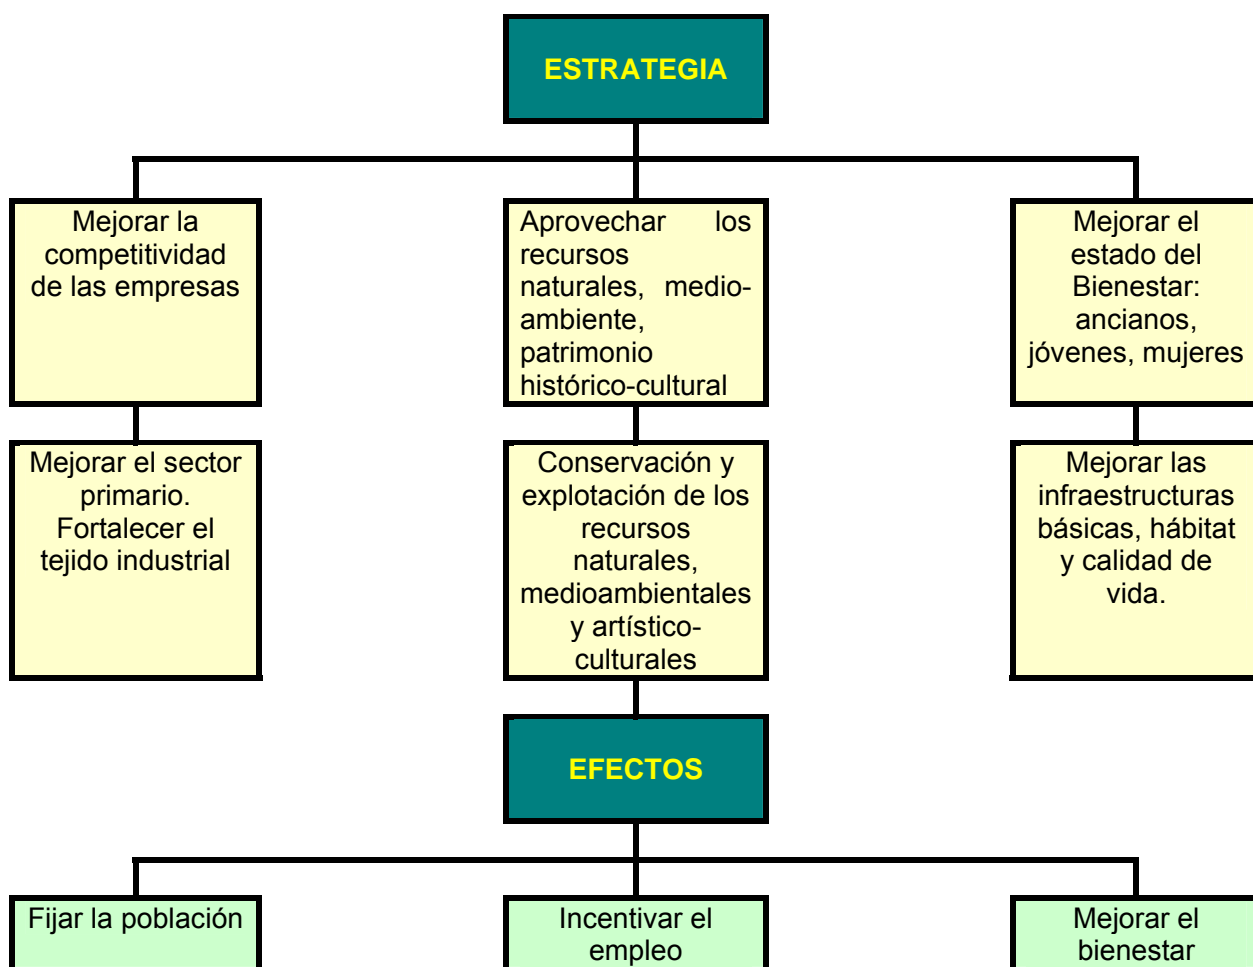 ESTRATEGIA
Mejorar la
competitividad
de las empresas
Aprovechar los
recursos
naturales, medio-
ambiente,
patrimonio
histórico-cultural
Mejorar el
estado del
Bienestar:
ancianos,
jóvenes, mujeres
Mejorar el sector
primario.
Fortalecer el
tejido industrial
Conservación y
explotación de los
recursos
naturales,
medioambientales
y artístico-
culturales
Mejorar las
infraestructuras
básicas, hábitat
y calidad de
vida.
EFECTOS
Fijar la población
Incentivar el
empleo
Mejorar el
bienestar